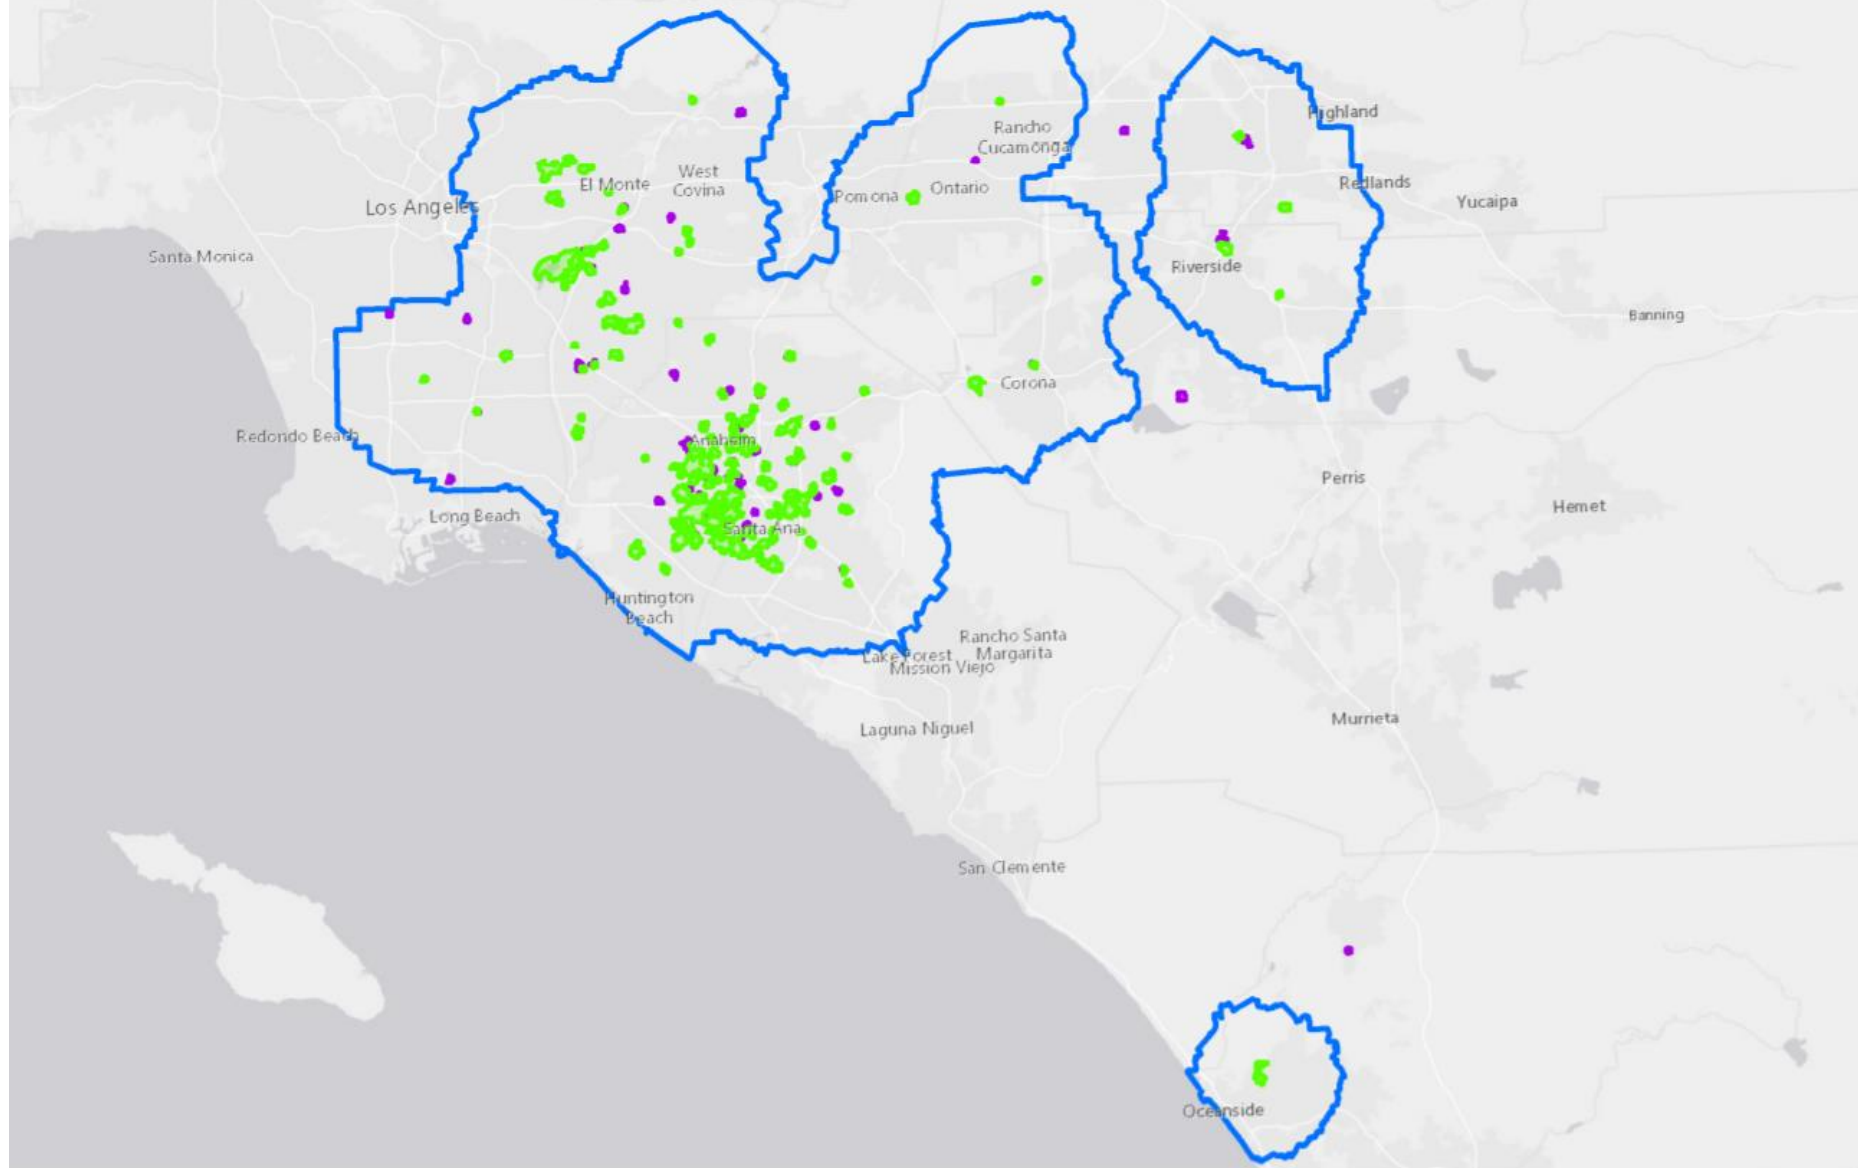 Highland
Rancho
Cucamonga
West
Covina
El Monte
Redlands
Pomona
Ontario
Yucaipa
Los Angeles
Santa Monica
Riverside
Banning
Corona
Redondo Beach
Anaheim
Perris
Hemet
Long Beach
Santa Ana
Huntington
Beach
Rancho Santa
Margarita
Lake Forest
Mission Viejo
Murrieta
Laguna Niguel
San Clemente
Oceanside